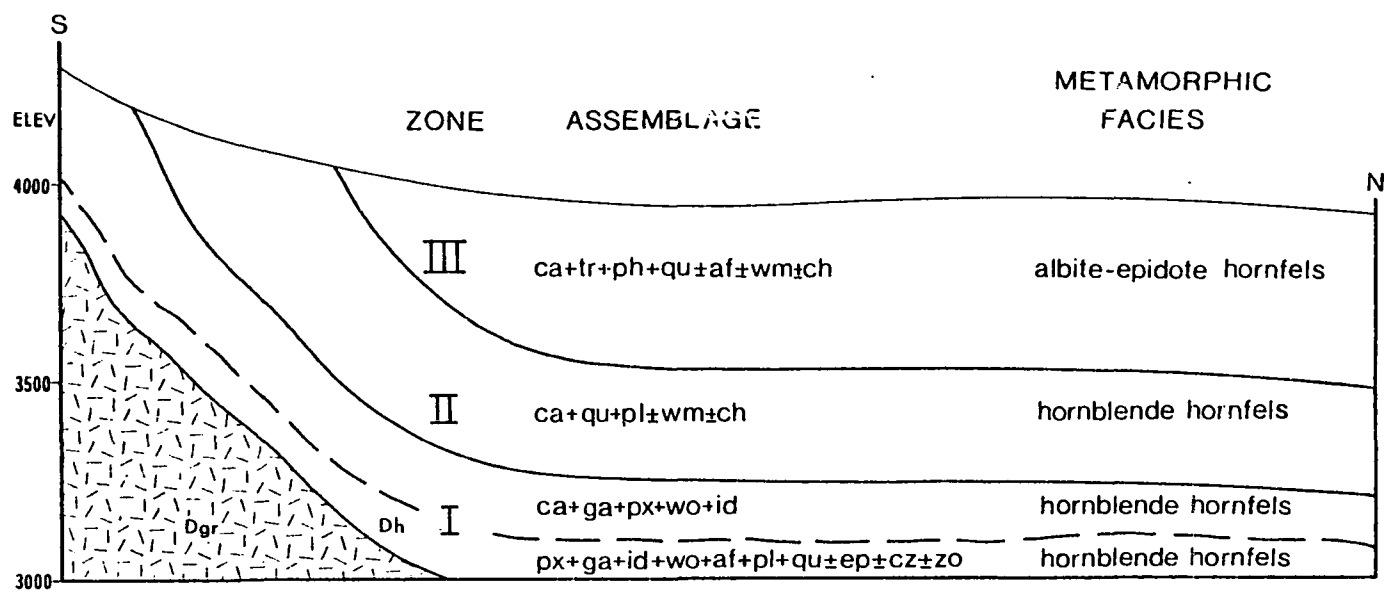 S
METAMORPHIC
ELEV ZONE ASSEMBLAGE FACIES
4000 N
III ca+tr+ph+qu±af±wm±ch albite-epidote hornfels
3500
II ca+qu+pl±wm±ch hornblende hornfels
I ca+ga+px+wo+id hornblende hornfels
Dgr Dh
px+ga+id+wo+af+pl+qu±ep±cz±zo hornblende hornfels
3000